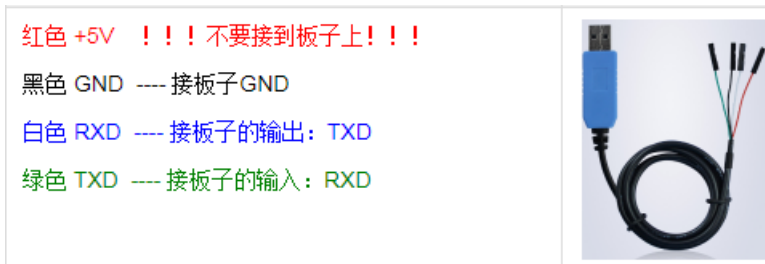 红色 +5V ！！！不要接到板子上！！！
黑色 GND ---- 接板子GND
白色 RXD ---- 接板子的输出：TXD
绿色 TXD ---- 接板子的输入：RXD